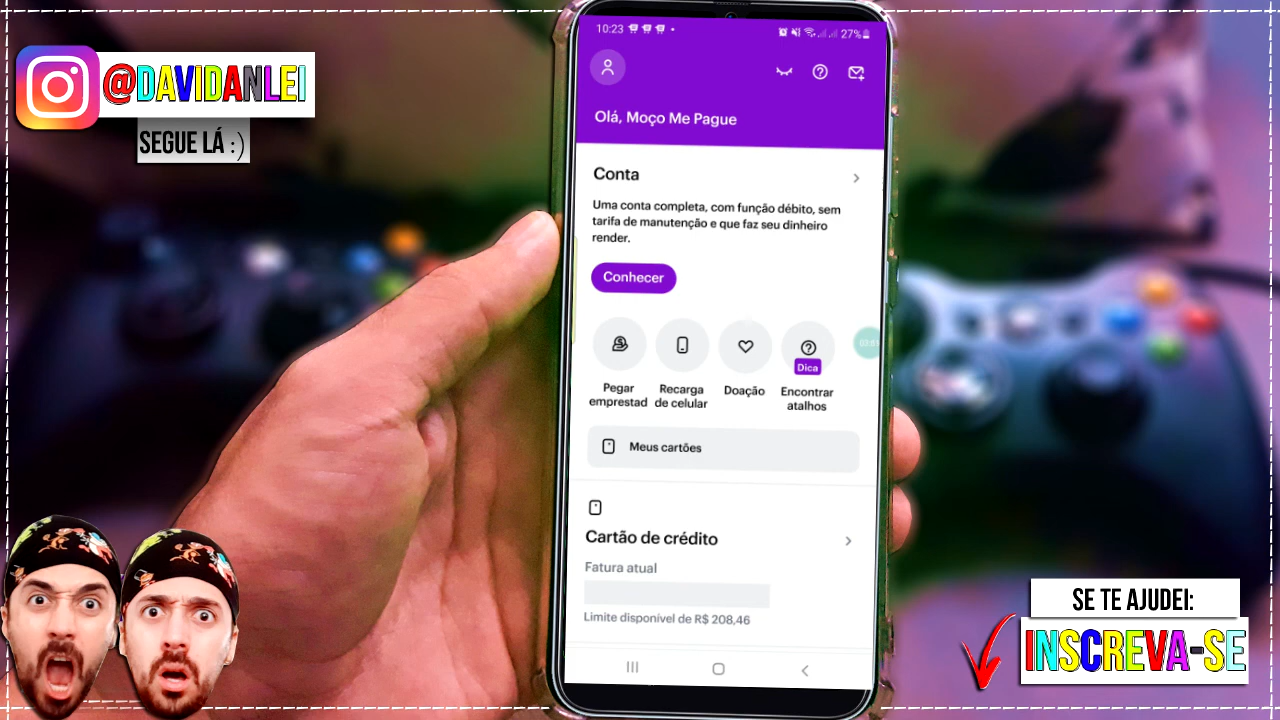 @DAVIDANLEI
SEGUE LÁ :)
10:23
27%
Olá, Moço Me Pague
Conta
Uma conta completa, com função débito, sem
tarifa de manutenção e que faz seu dinheiro
render.
Conhecer
Dica
Pegar
emprestad
Recarga
de celular
Doação
Encontrar
atalhos
Meus cartões
Cartão de crédito
Fatura atual
Limite disponível de R$ 208,46
SE TE AJUDEI:
INSCREVA-SE